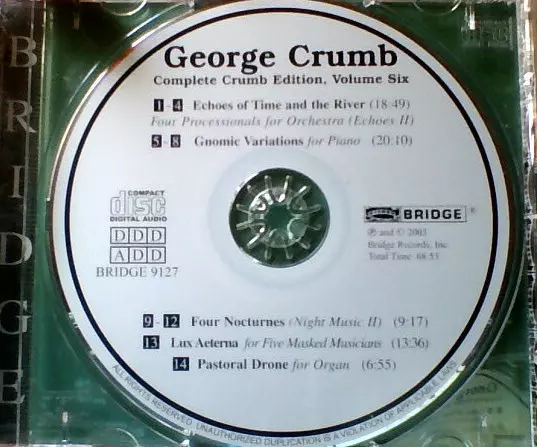 BRIDGE
George Crumb
Complete Crumb Edition, Volume Six
1 - 4 Echoes of Time and the River (18:49)
Four Processionals for Orchestra (Echoes II)
5 - 8 Gnomic Variations for Piano (20:10)
COMPACT
disc
DIGITAL AUDIO
DDD
ADD
BRIDGE 9127
BRIDGE ®
℗ and © 2003
Bridge Records, Inc.
Total Time: 68:53
9 - 12 Four Nocturnes (Night Music II) (9:17)
13 Lux Aeterna for Five Masked Musicians (13:36)
14 Pastoral Drone for Organ (6:55)
ALL RIGHTS RESERVED. UNAUTHORIZED DUPLICATION IS A VIOLATION OF APPLICABLE LAWS